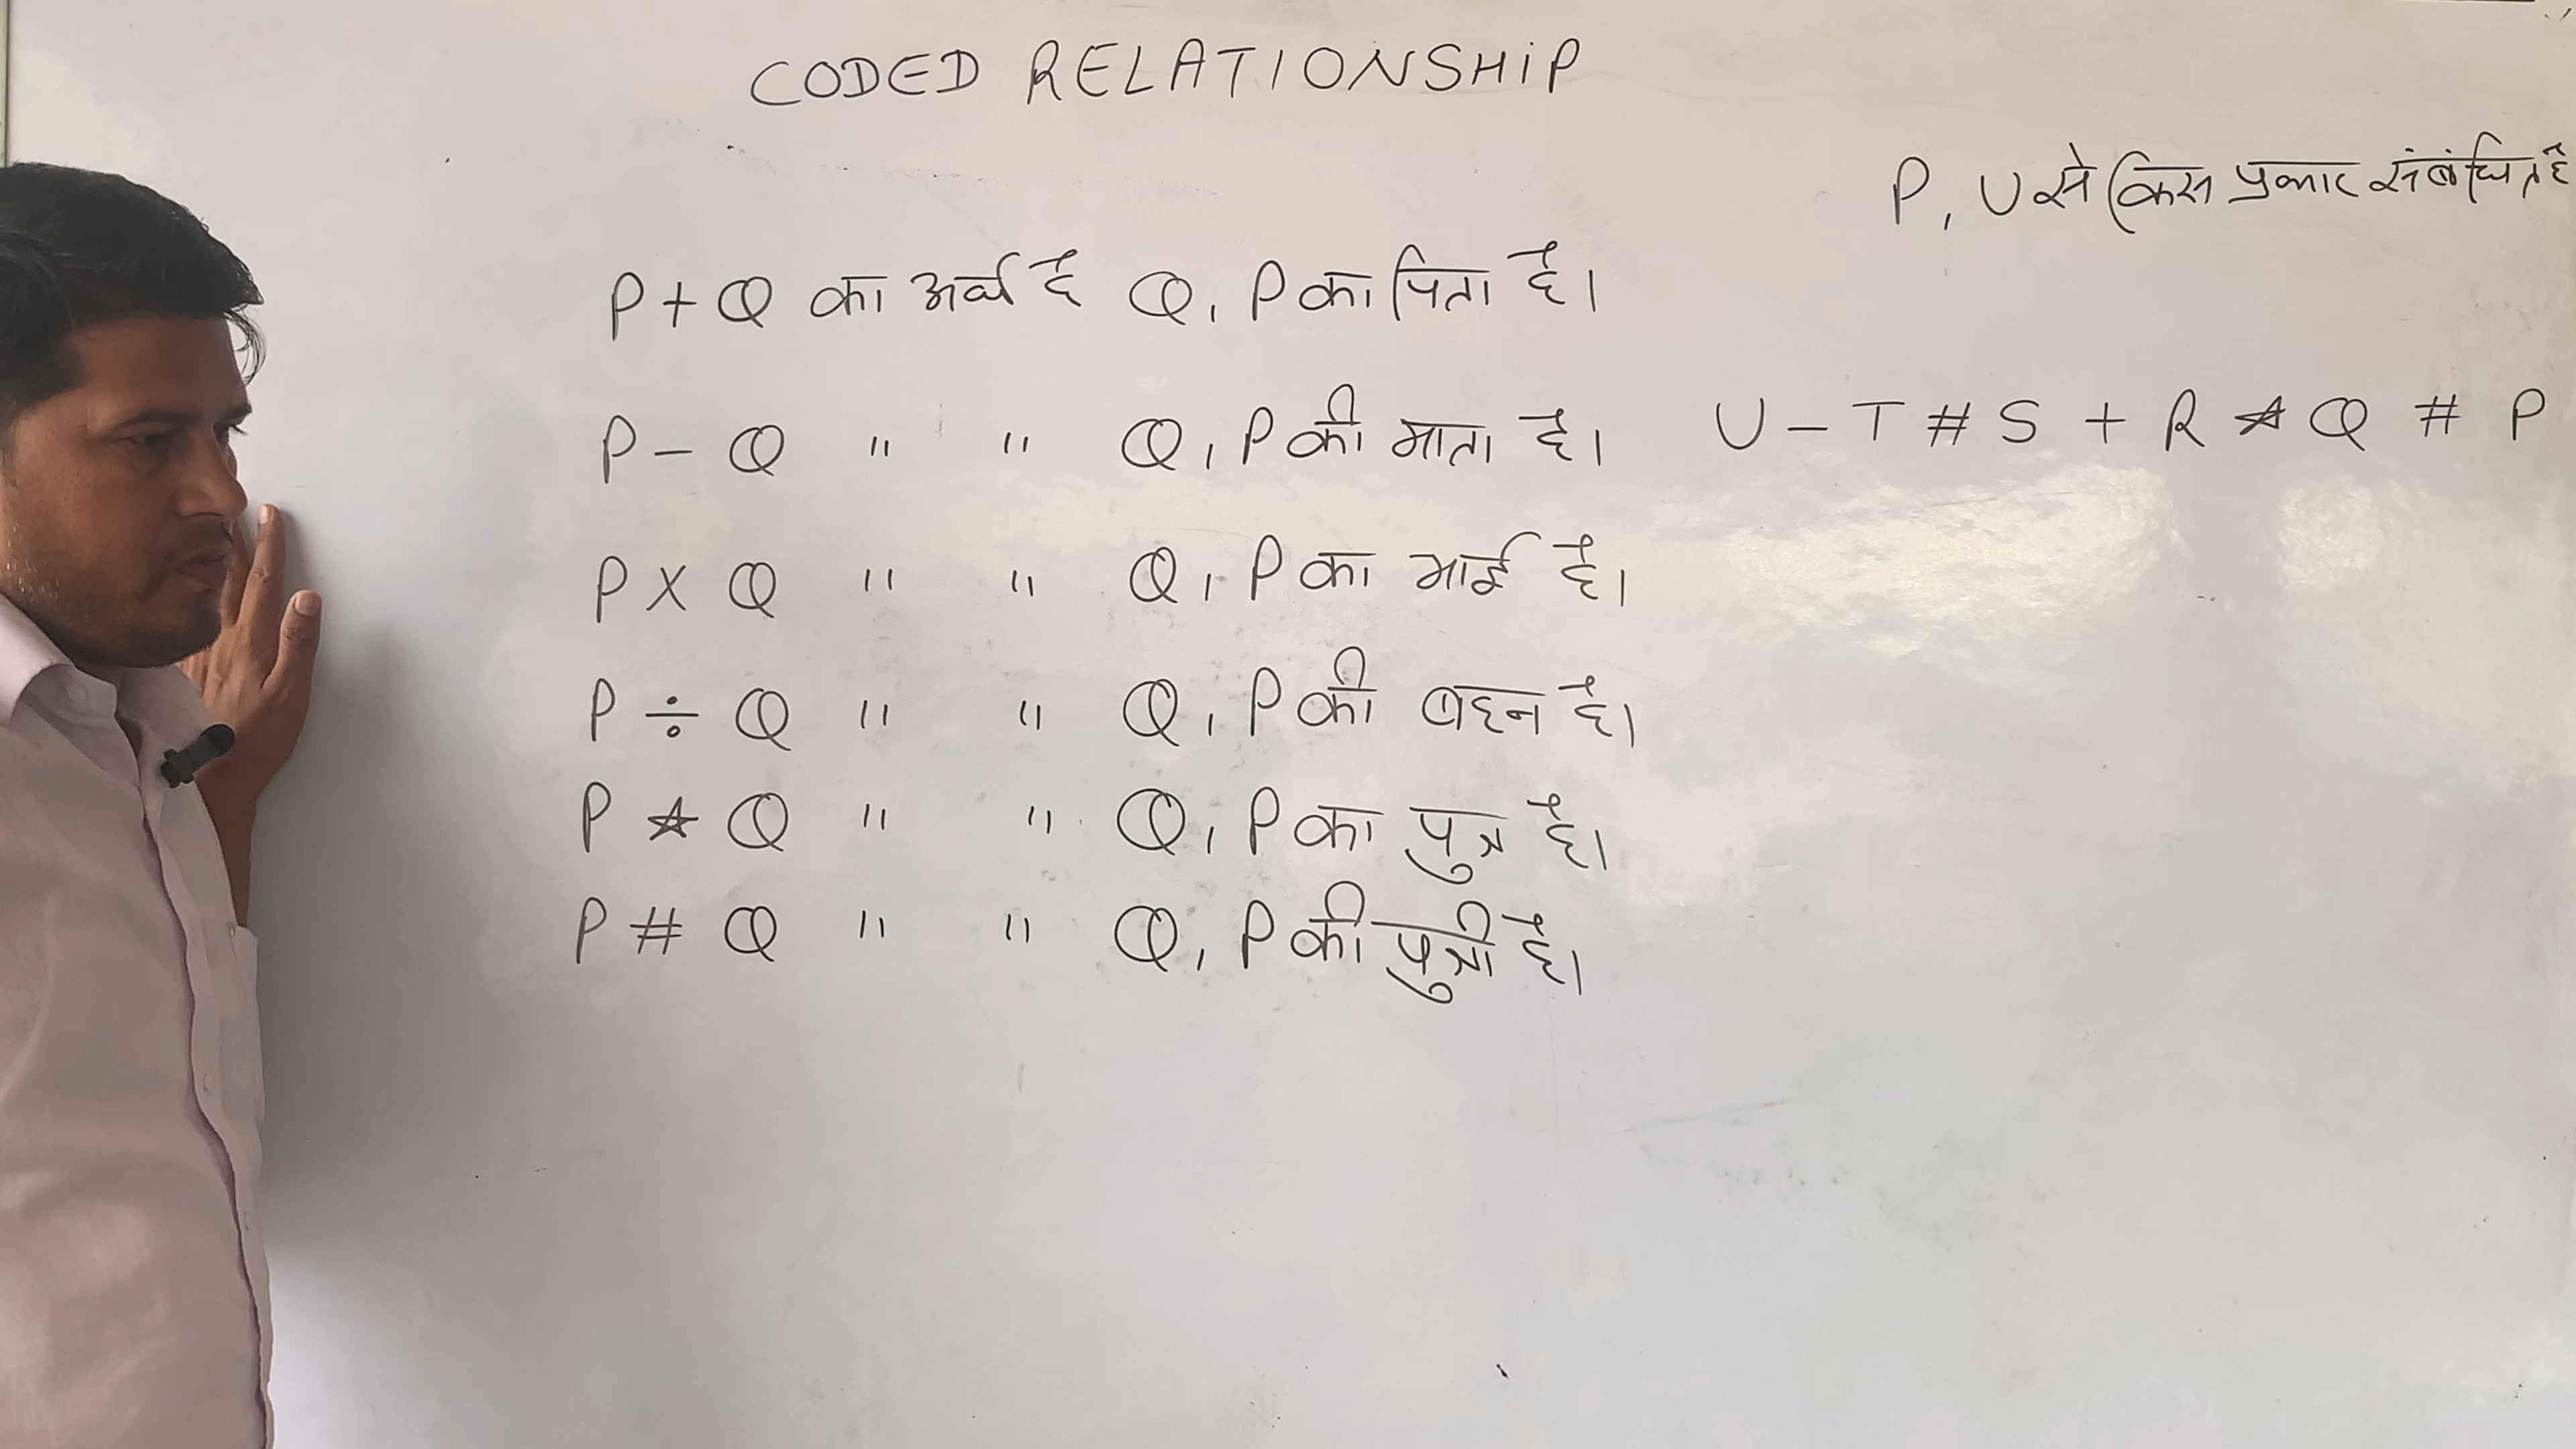 CODED RELATIONSHIP
P, U से किस प्रकार संबंधित है
P + Q का अर्थ है Q, P का पिता है।
P - Q " " Q, P की माता है।
U - T # S + R ☆ Q # P
P × Q " " Q, P का भाई है।
P ÷ Q " " Q, P की बहन है।
P ☆ Q " " Q, P का पुत्र है।
P # Q " " Q, P की पुत्री है।